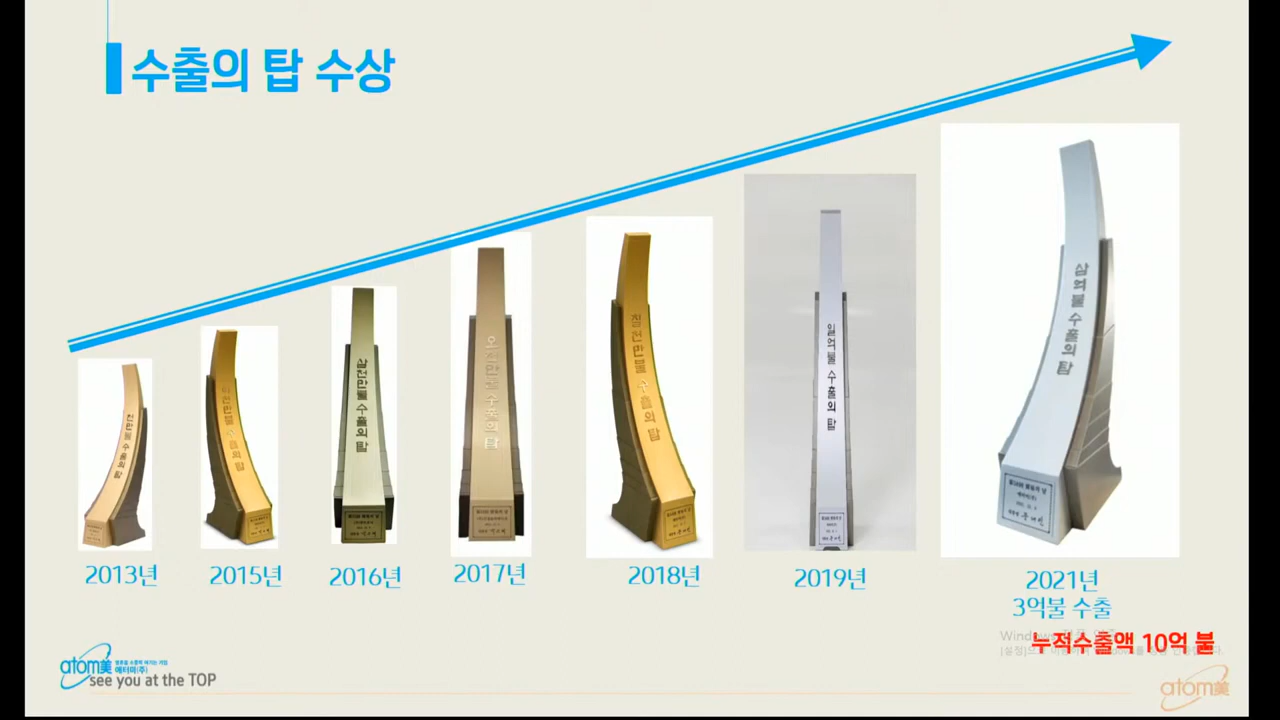 수출의 탑 수상
천만불 수출의 탑
이천만불 수출의 탑
삼천만불 수출의 탑
오천만불 수출의 탑
칠천만불 수출의 탑
일억불 수출의 탑
삼억불 수출의 탑
2013년
2015년
2016년
2017년
2018년
2019년
2021년
3억불 수출
누적수출액 10억 불
atom美
애터미(주)
see you at the TOP
atom美